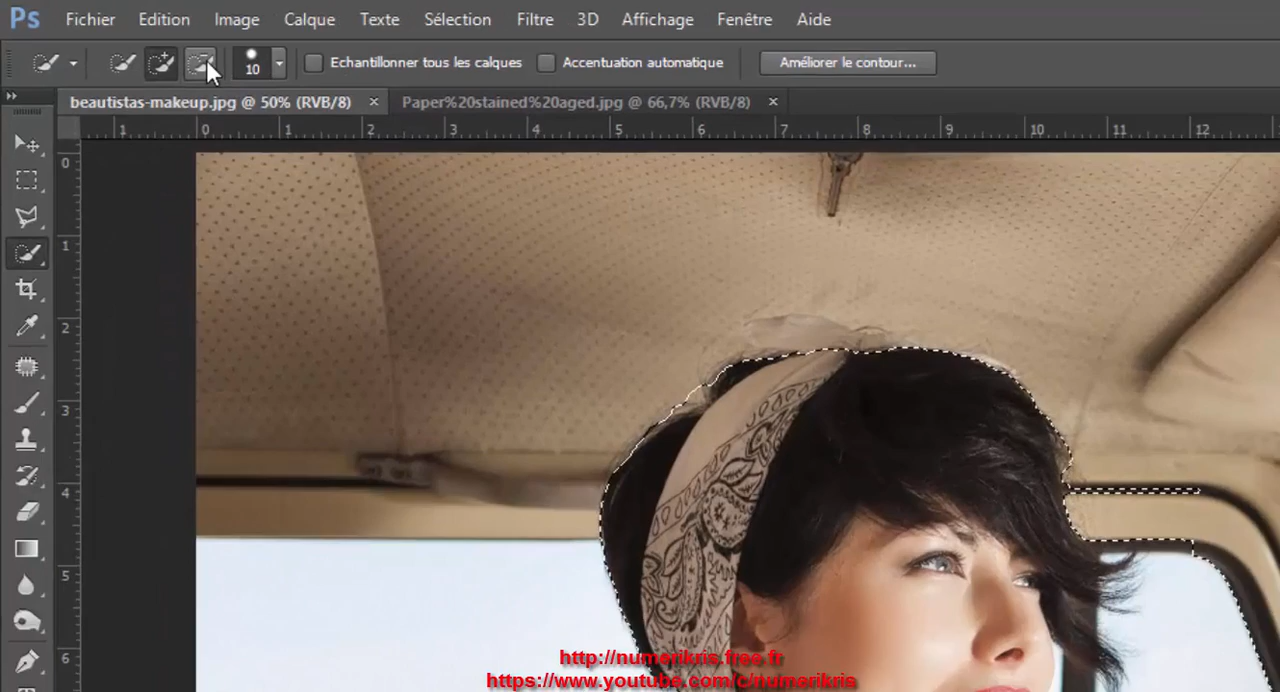 Ps Fichier Edition Image Calque Texte Sélection Filtre 3D Affichage Fenêtre Aide
10 Echantillonner tous les calques Accentuation automatique Améliorer le contour...
beautistas-makeup.jpg @ 50% (RVB/8) × Paper%20stained%20aged.jpg @ 66,7% (RVB/8) ×
1 0 1 2 3 4 5 6 7 8 9 10 11 12
0
1
2
3
4
5
6
http://numerikris.free.fr
https://www.youtube.com/c/numerikris